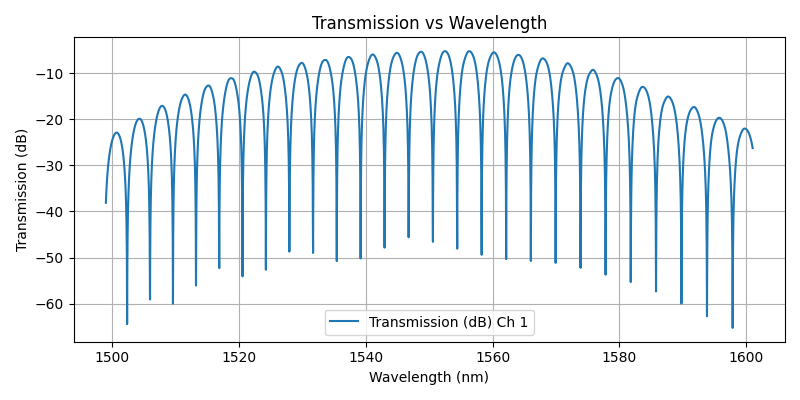 Transmission vs Wavelength
Transmission (dB)
−10
−20
−30
−40
−50
−60
Transmission (dB) Ch 1
1500 1520 1540 1560 1580 1600
Wavelength (nm)